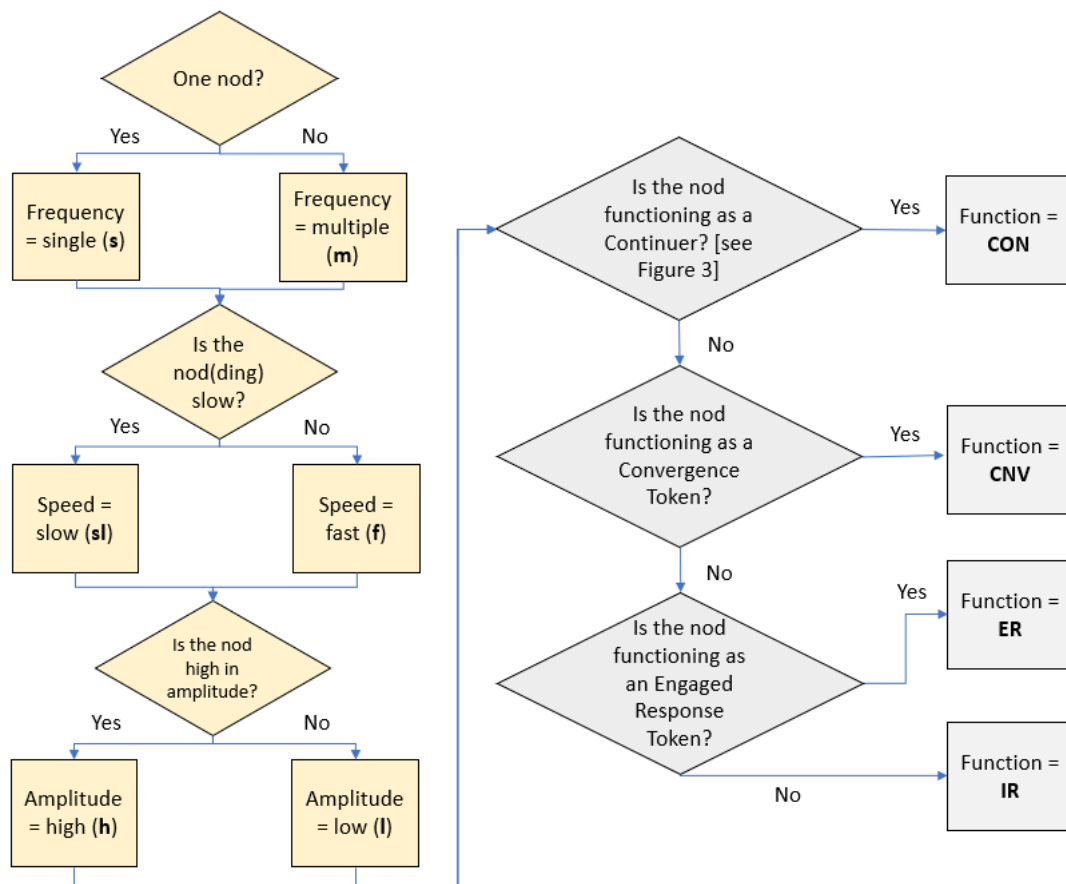 One nod?
Yes
No
Frequency
= single (s)
Frequency
= multiple
(m)
Is the
nod(ding)
slow?
Yes
No
Speed =
slow (sl)
Speed =
fast (f)
Is the nod
high in
amplitude?
Yes
No
Amplitude
= high (h)
Amplitude
= low (l)
Is the nod
functioning as a
Continuer? [see
Figure 3]
Yes
Function =
CON
No
Is the nod
functioning as a
Convergence
Token?
Yes
Function =
CNV
No
Is the nod
functioning as
an Engaged
Response
Token?
Yes
Function =
ER
No
Function =
IR